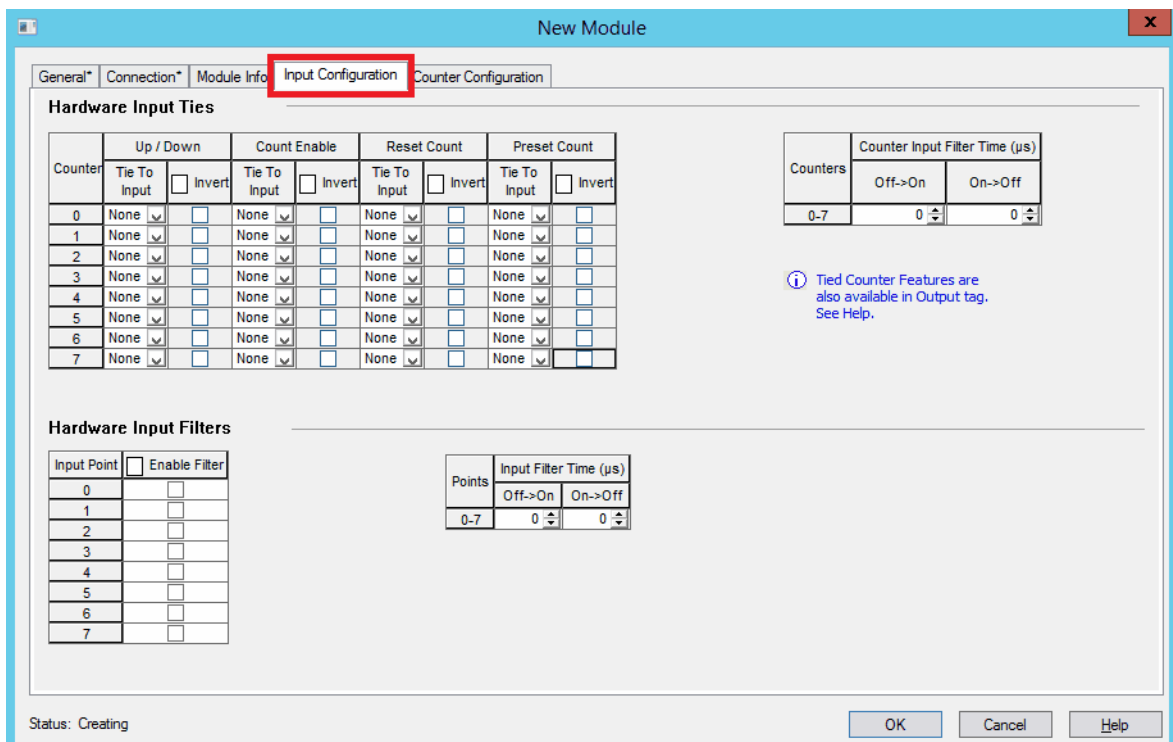 New Module
x
General* Connection* Module Info Input Configuration Counter Configuration
Hardware Input Ties
Counter Up / Down Count Enable Reset Count Preset Count
Tie To Input Invert Tie To Input Invert Tie To Input Invert Tie To Input Invert
0 None None None None
1 None None None None
2 None None None None
3 None None None None
4 None None None None
5 None None None None
6 None None None None
7 None None None None
Counters Counter Input Filter Time (µs)
Off->On On->Off
0-7 0 0
Tied Counter Features are
also available in Output tag.
See Help.
Hardware Input Filters
Input Point Enable Filter
0
1
2
3
4
5
6
7
Points Input Filter Time (µs)
Off->On On->Off
0-7 0 0
Status: Creating
OK Cancel Help